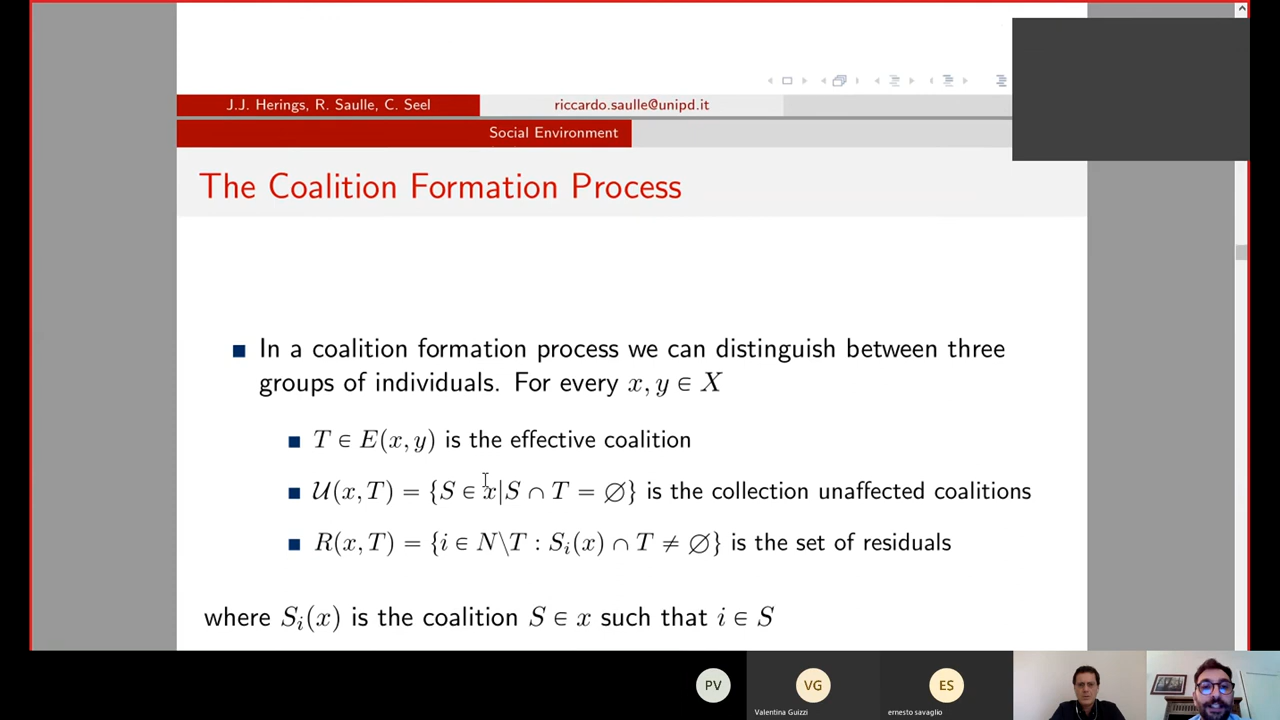 J.J. Herings, R. Saulle, C. Seel
riccardo.saulle@unipd.it
Social Environment
The Coalition Formation Process
In a coalition formation process we can distinguish between three
groups of individuals. For every x, y ∈ X
T ∈ E(x, y) is the effective coalition
𝒰(x, T) = {S ∈ x|S ∩ T = ∅} is the collection unaffected coalitions
R(x, T) = {i ∈ N\T : Sᵢ(x) ∩ T ≠ ∅} is the set of residuals
where Sᵢ(x) is the coalition S ∈ x such that i ∈ S
PV
VG
ES
Valentina Guizzi
ernesto savaglio